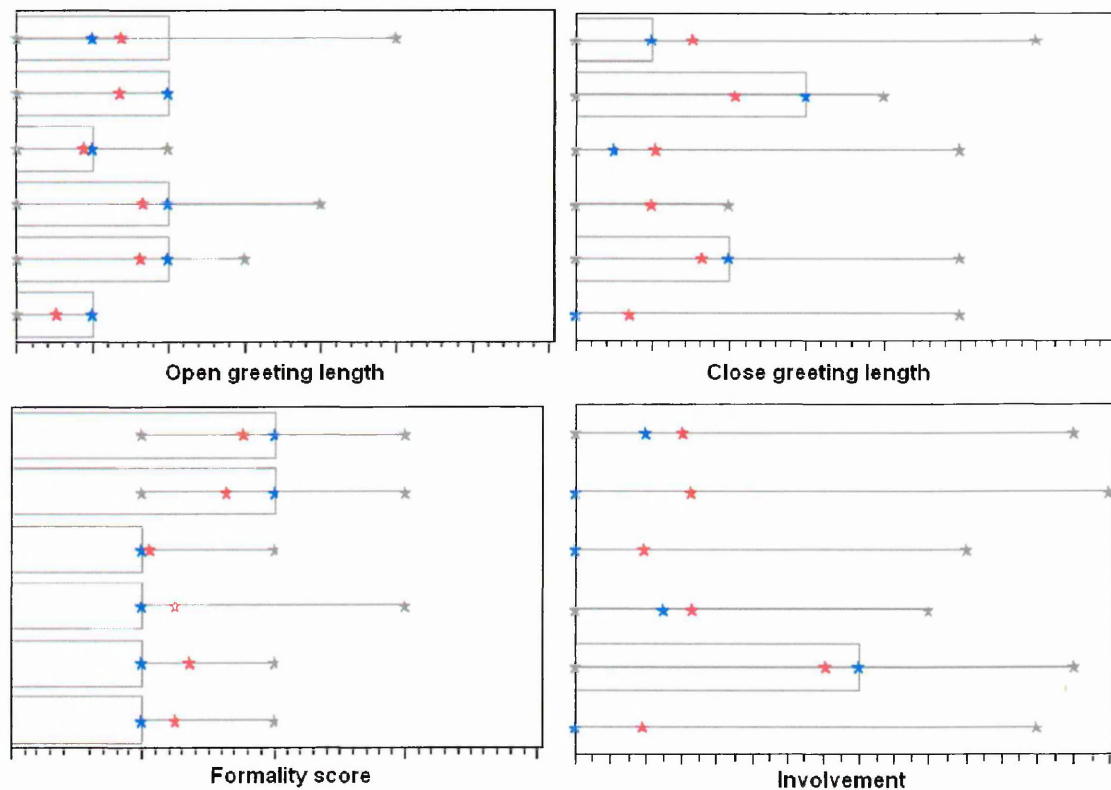 Open greeting length
Close greeting length
Formality score
Involvement